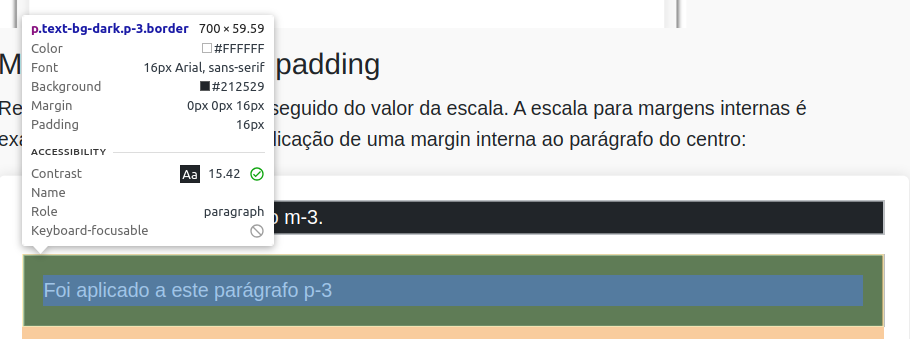 p.text-bg-dark.p-3.border 700 × 59.59
Color #FFFFFF
Font 16px Arial, sans-serif
Background #212529
Margin 0px 0px 16px
Padding 16px
ACCESSIBILITY
Contrast Aa 15.42
Name
Role paragraph
Keyboard-focusable
M padding
Re seguido do valor da escala. A escala para margens internas é
exa licação de uma margin interna ao parágrafo do centro:
o m-3.
Foi aplicado a este parágrafo p-3